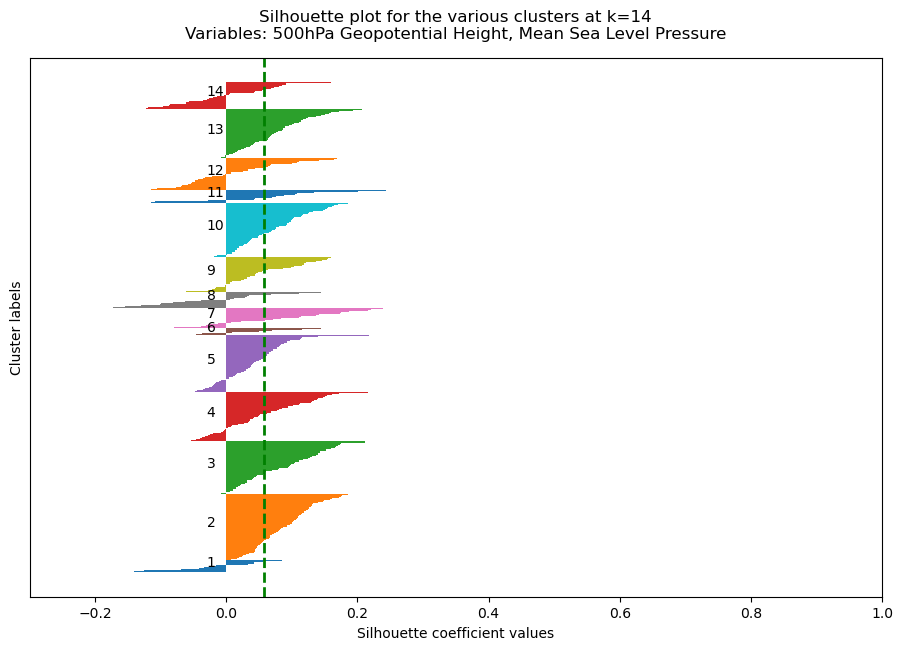 Silhouette plot for the various clusters at k=14
Variables: 500hPa Geopotential Height, Mean Sea Level Pressure
Cluster labels
14
13
12
11
10
9
8
7
6
5
4
3
2
1
−0.2 0.0 0.2 0.4 0.6 0.8 1.0
Silhouette coefficient values